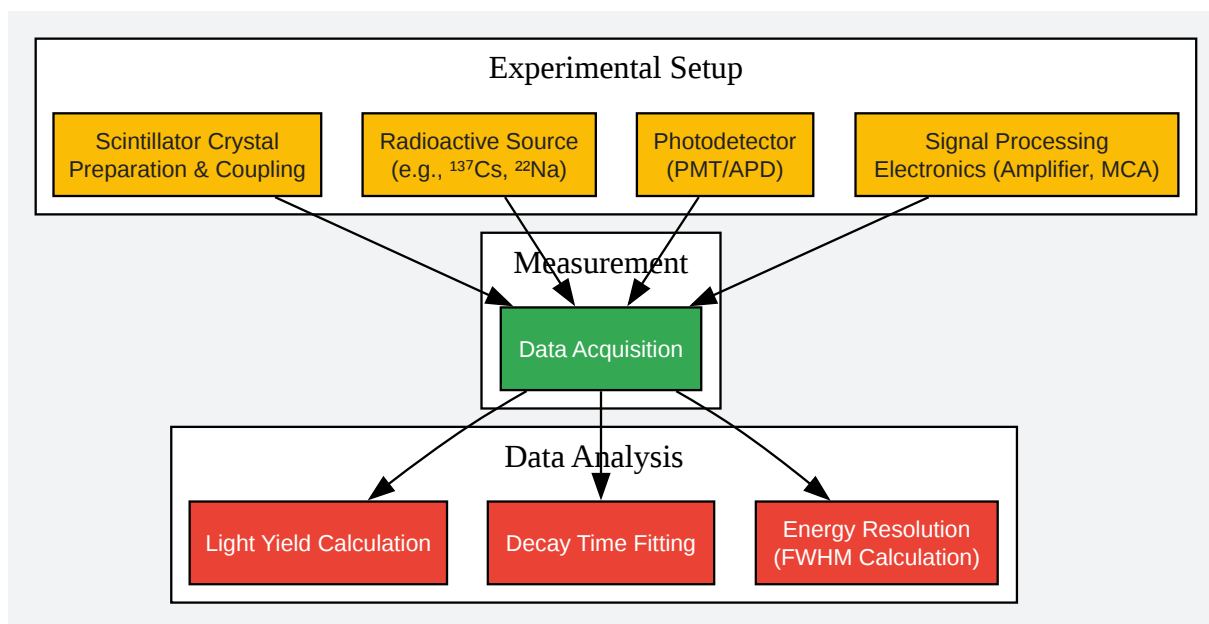 Experimental Setup
Scintillator Crystal
Preparation & Coupling
Radioactive Source
(e.g., ¹³⁷Cs, ²²Na)
Photodetector
(PMT/APD)
Signal Processing
Electronics (Amplifier, MCA)
Measurement
Data Acquisition
Data Analysis
Light Yield Calculation
Decay Time Fitting
Energy Resolution
(FWHM Calculation)